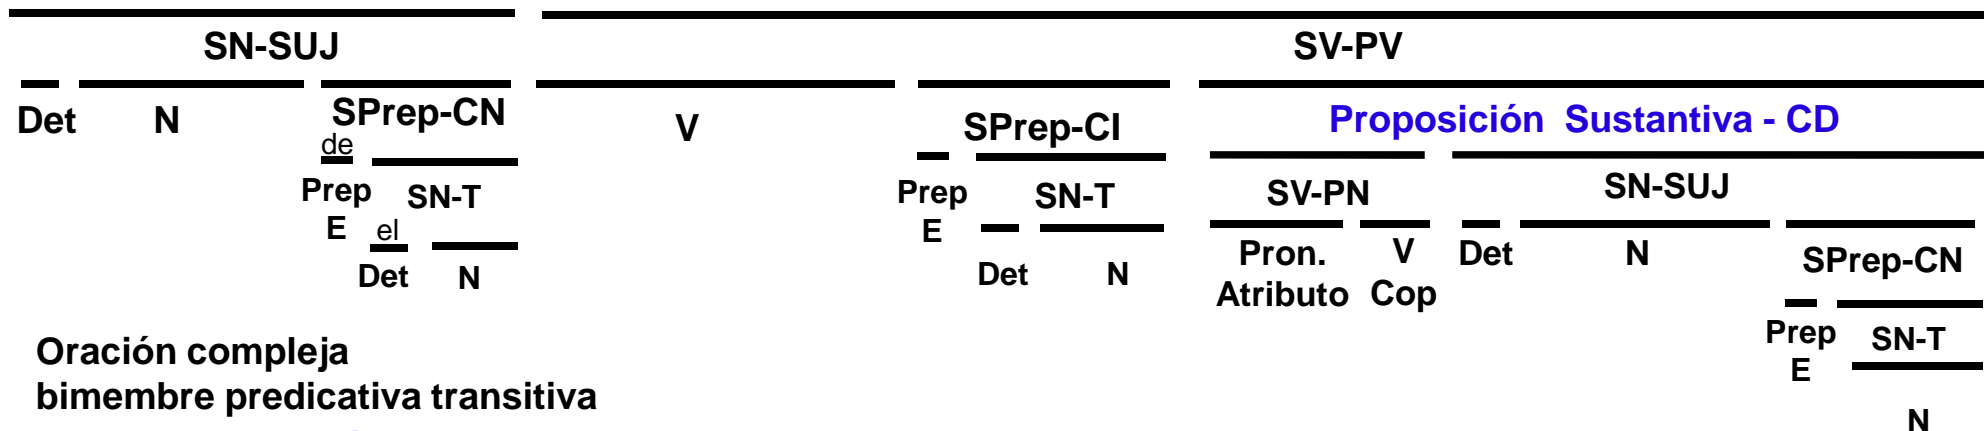 SN-SUJ SV-PV
Det N SPrep-CN V SPrep-CI Proposición Sustantiva - CD
de
Prep SN-T Prep SN-T SV-PN SN-SUJ
E el E
Det N Det N Pron. V Det N SPrep-CN
Atributo Cop
Prep SN-T
E
N
Oración compleja
bimembre predicativa transitiva